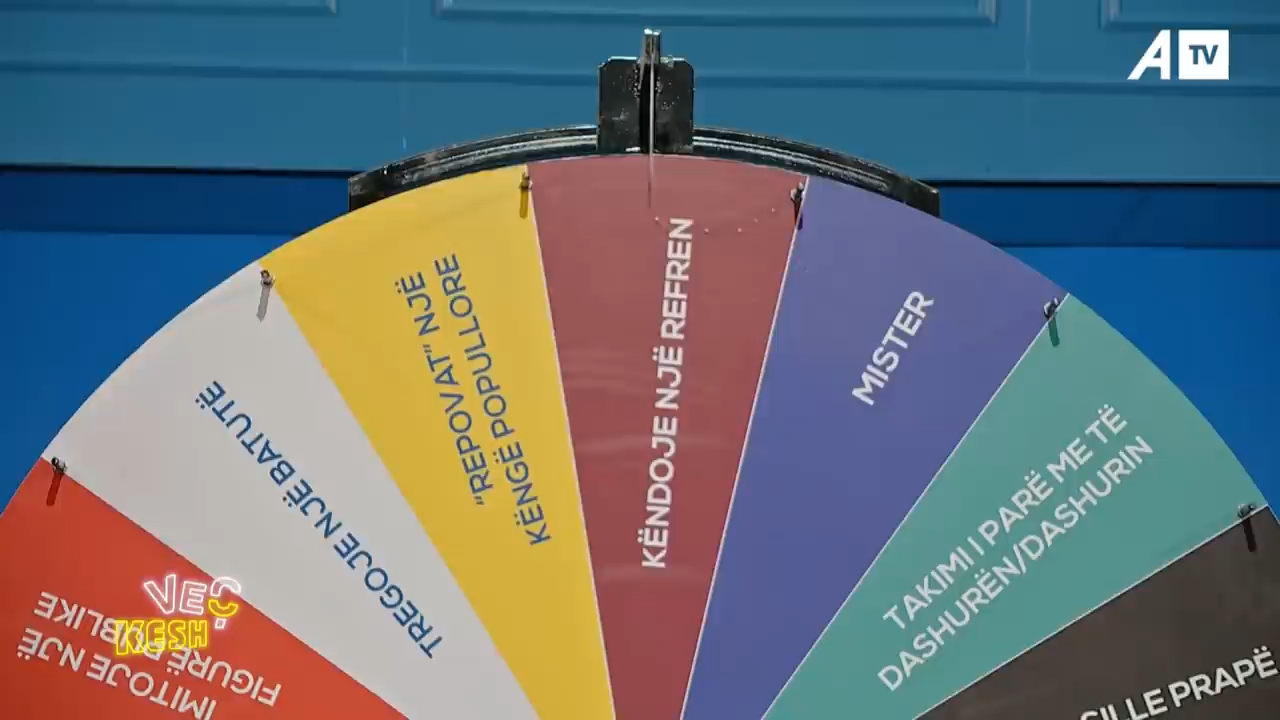 A TV
IMITOJE NJË
FIGURË PUBLIKE
TREGOJE NJË BATUTË
"REPOVAT" NJË
KËNGË POPULLORE
KËNDOJE NJË REFREN
MISTER
TAKIMI I PARË ME TË
DASHURËN/DASHURIN
SILLE PRAPË
VEÇ
KESH